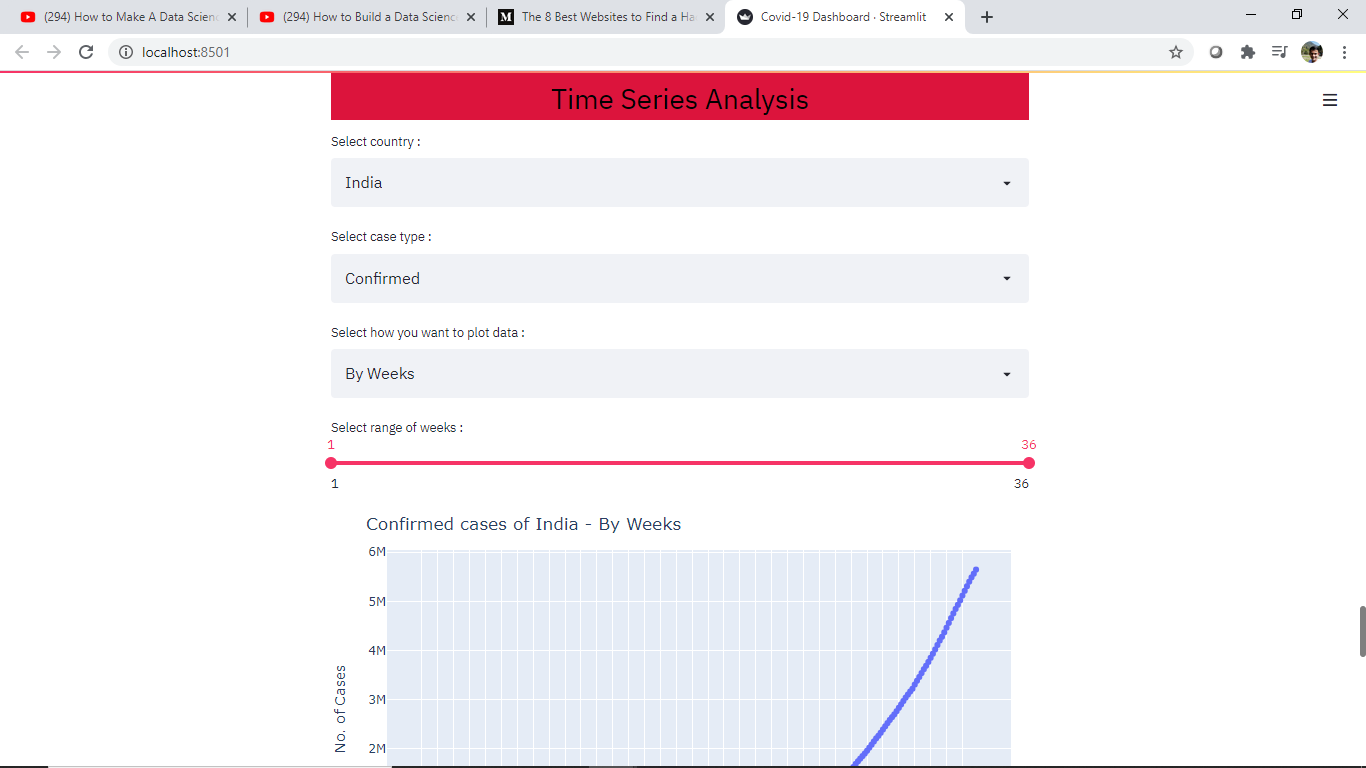 (294) How to Make A Data Scienc
(294) How to Build a Data Scienc
The 8 Best Websites to Find a Ha
Covid-19 Dashboard · Streamlit
localhost:8501
Time Series Analysis
Select country :
India
Select case type :
Confirmed
Select how you want to plot data :
By Weeks
Select range of weeks :
1 36
1 36
Confirmed cases of India - By Weeks
6M
5M
4M
3M
2M
No. of Cases